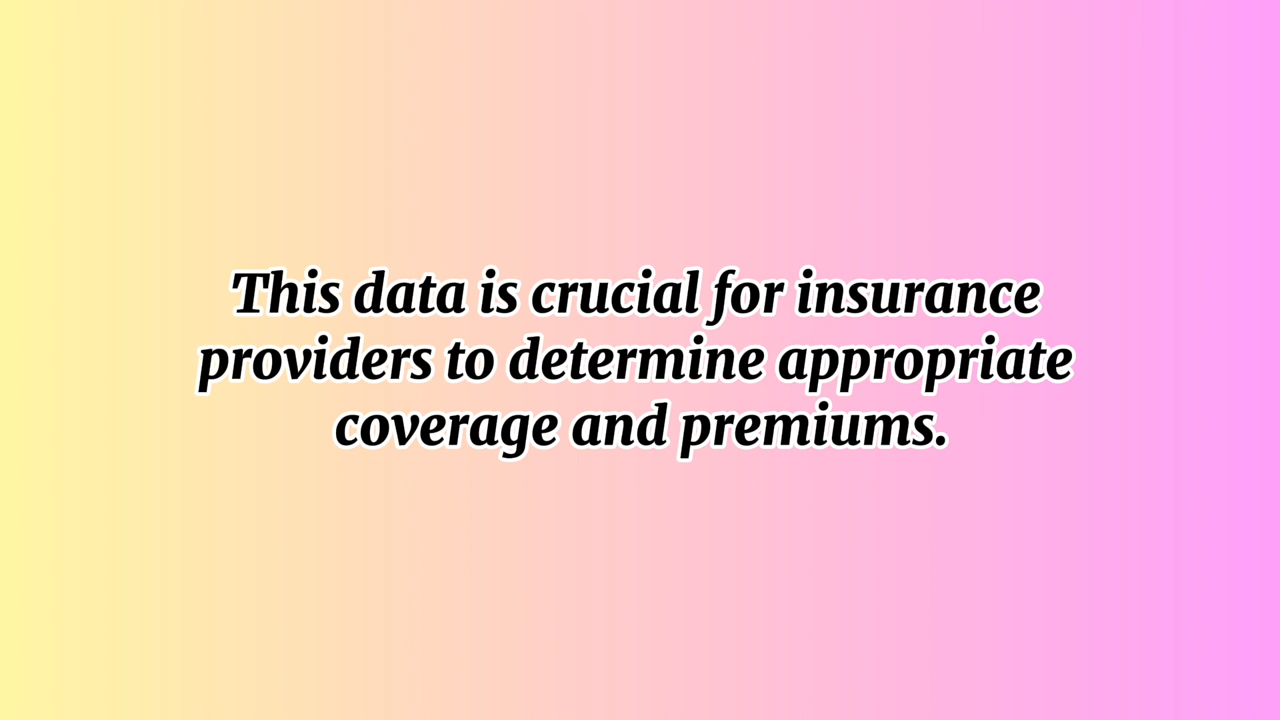 This data is crucial for insurance
providers to determine appropriate
coverage and premiums.